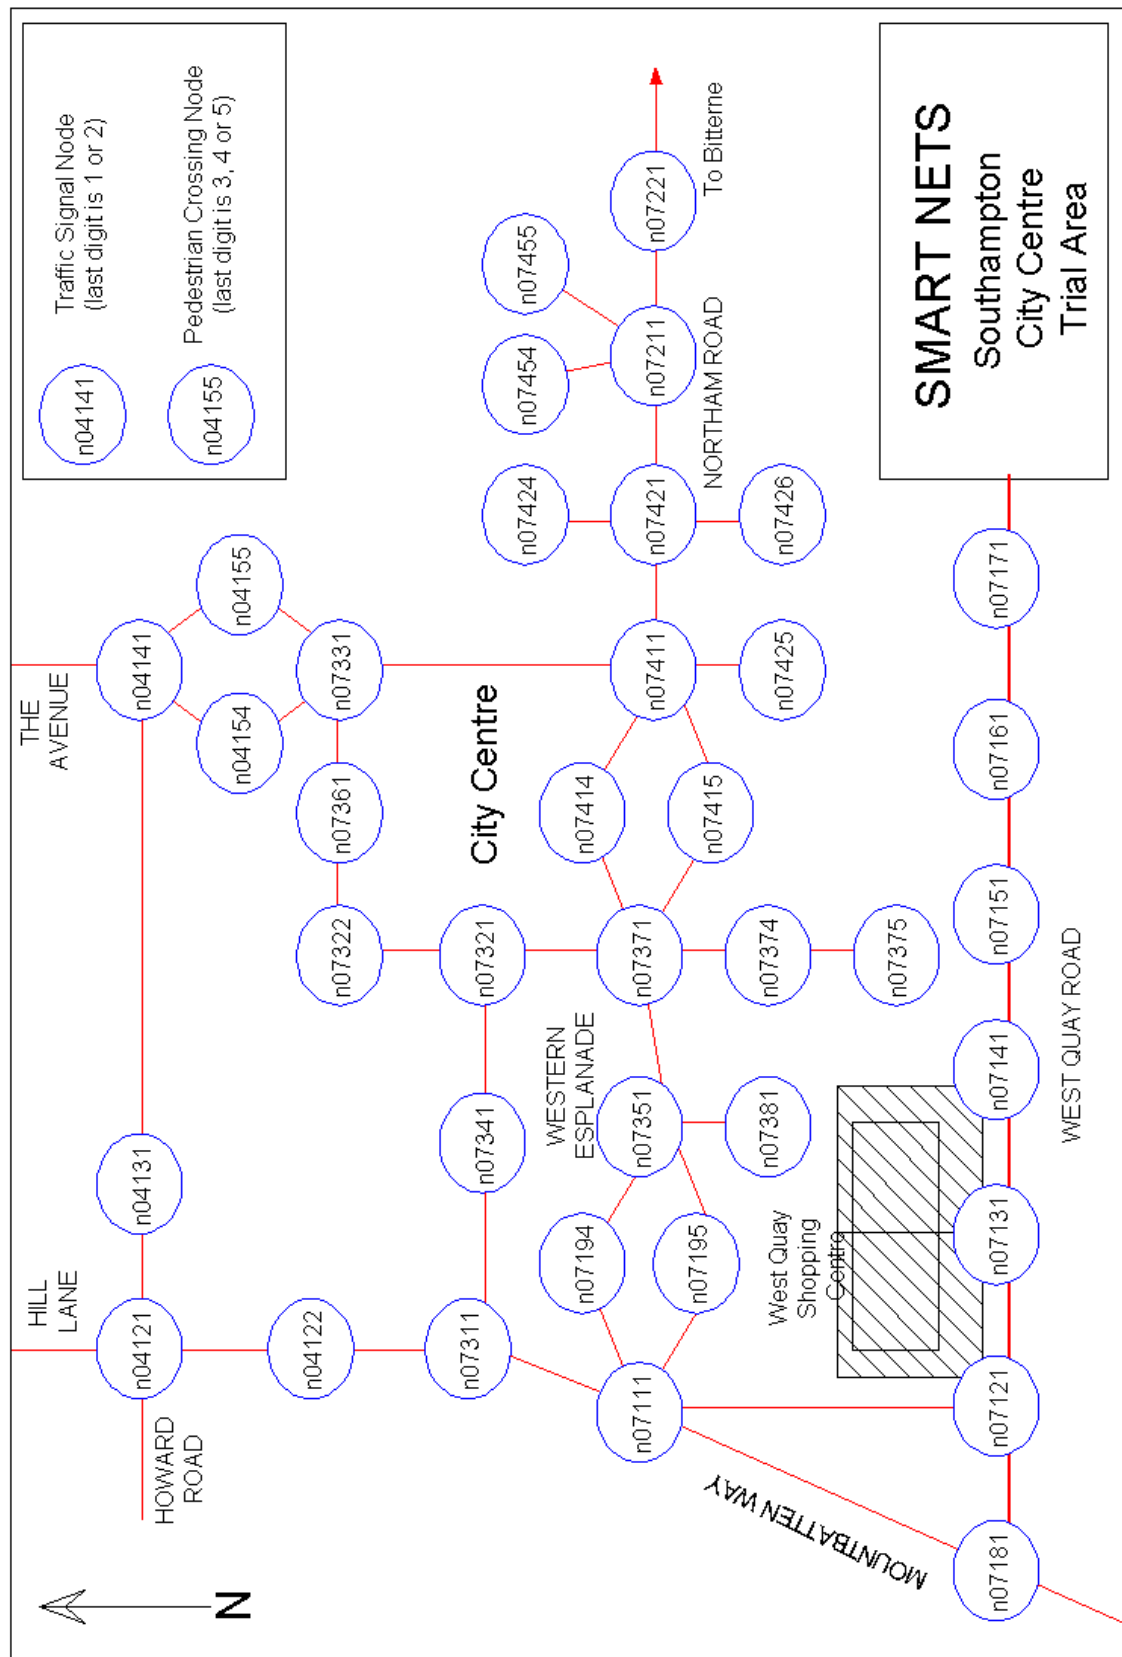 HILL
LANE
THE
AVENUE
n04141
Traffic Signal Node
(last digit is 1 or 2)
n04155
Pedestrian Crossing Node
(last digit is 3, 4 or 5)
n04121
n04131
n04141
HOWARD
ROAD
N
n04154
n04155
n04122
n07322
n07361
n07331
n07311
n07341
n07321
City Centre
n07424
n07454
n07455
WESTERN
ESPLANADE
n07194
n07414
n07111
n07351
n07371
n07411
n07421
n07211
n07221
n07195
n07415
NORTHAM ROAD
To Bitterne
n07381
n07374
n07425
n07426
West Quay
Shopping
Centre
MOUNTBATTEN WAY
n07375
SMART NETS
Southampton
City Centre
Trial Area
n07181
n07121
n07131
n07141
n07151
n07161
n07171
WEST QUAY ROAD